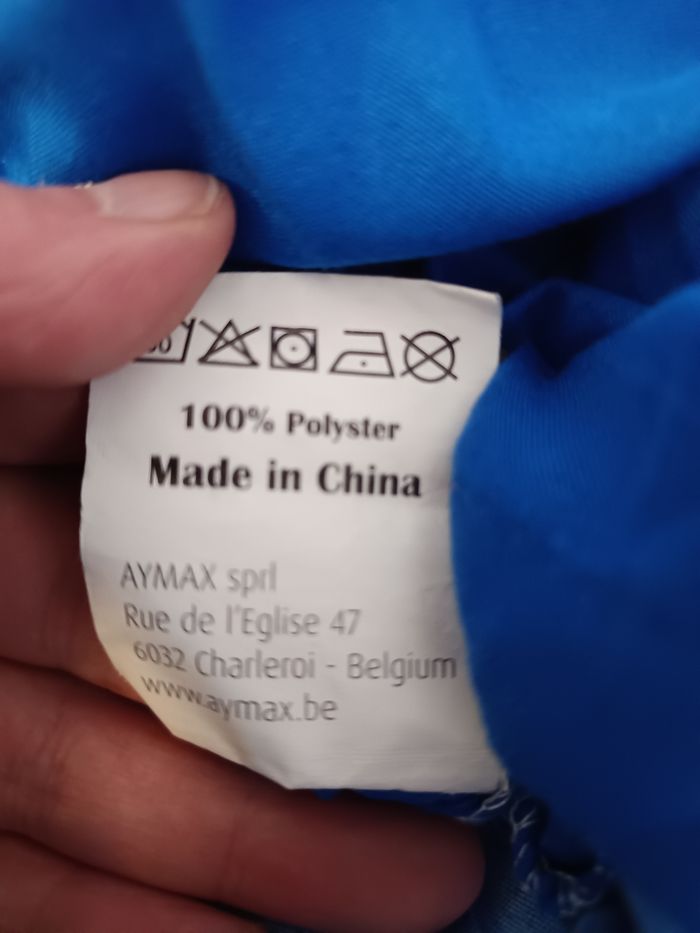 100% Polyster
Made in China
AYMAX sprl
Rue de l'Eglise 47
6032 Charleroi - Belgium
www.aymax.be